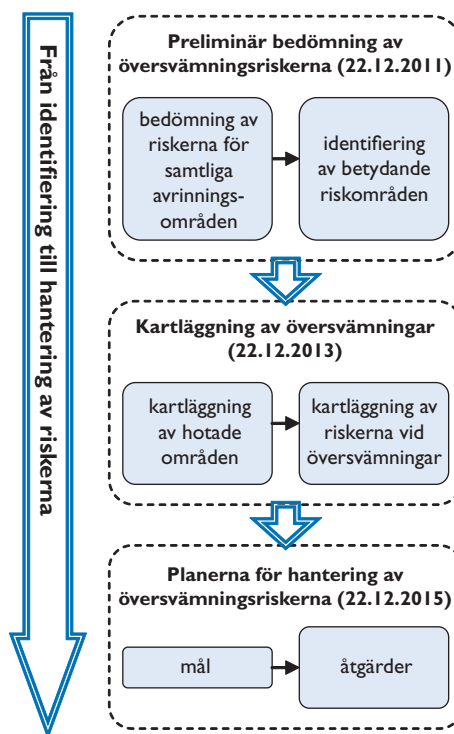 Från identifiering till hantering av riskerna
Preliminär bedömning av
översvämningsriskerna (22.12.2011)
bedömning av
riskerna för
samtliga
avrinnings-
områden
identifiering
av betydande
riskområden
Kartläggning av översvämningar
(22.12.2013)
kartläggning
av hotade
områden
kartläggning av
riskerna vid
översvämningar
Planerna för hantering av
översvämningsriskerna (22.12.2015)
mål
åtgärder